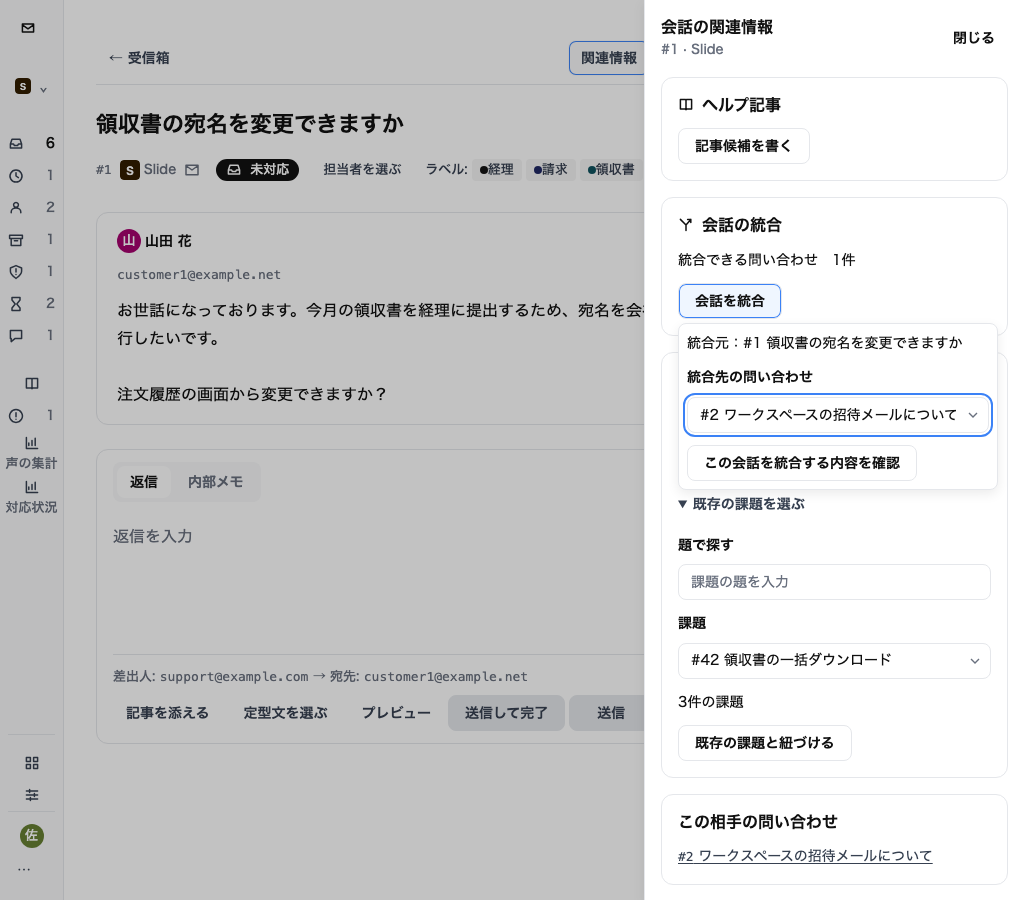 S
6
1
2
1
1
2
1
1
声の集計
対応状況
佐
…
← 受信箱
関連情報
領収書の宛名を変更できますか
#1 S Slide 未対応 担当者を選ぶ ラベル: 経理 請求 領収書
山 山田 花
customer1@example.net
お世話になっております。今月の領収書を経理に提出するため、宛名を会
行したいです。
注文履歴の画面から変更できますか？
返信 内部メモ
返信を入力
差出人: support@example.com → 宛先: customer1@example.net
記事を添える 定型文を選ぶ プレビュー 送信して完了 送信
会話の関連情報
#1 · Slide
閉じる
ヘルプ記事
記事候補を書く
会話の統合
統合できる問い合わせ 1件
会話を統合
統合元：#1 領収書の宛名を変更できますか
統合先の問い合わせ
#2 ワークスペースの招待メールについて
この会話を統合する内容を確認
▼ 既存の課題を選ぶ
題で探す
課題の題を入力
課題
#42 領収書の一括ダウンロード
3件の課題
既存の課題と紐づける
この相手の問い合わせ
#2 ワークスペースの招待メールについて